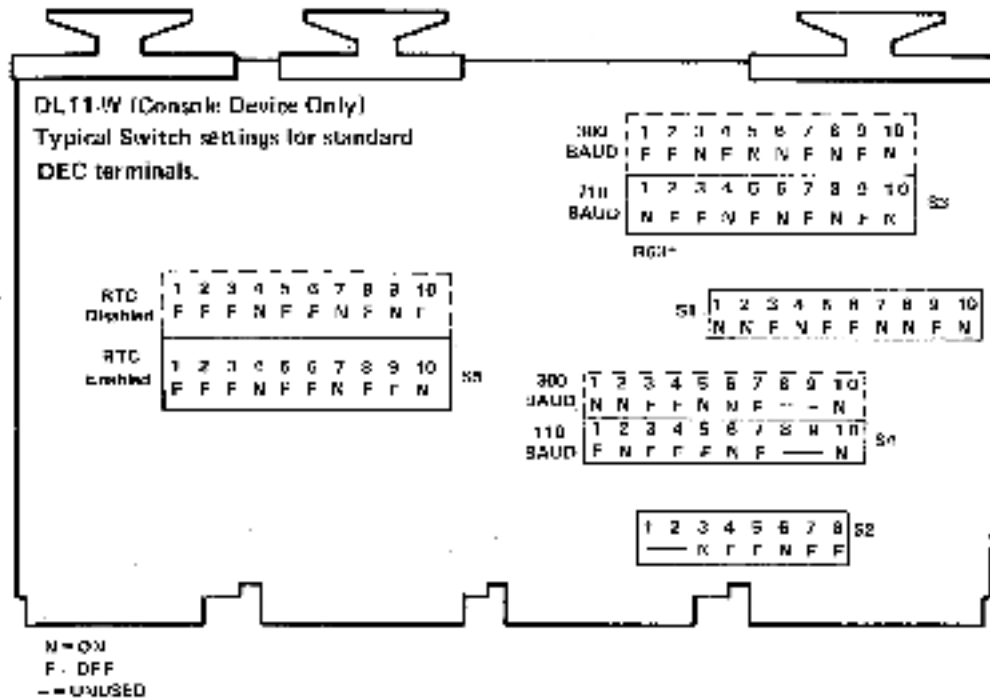 DL11-W (Console Device Only)
Typical Switch settings for standard
DEC terminals.
300 BAUD
1 2 3 4 5 6 7 8 9 10
F F N F N N F N F N
110 BAUD
1 2 3 4 5 6 7 8 9 10
N F F N F N F N F N
S3
R63*
RTC Disabled
1 2 3 4 5 6 7 8 9 10
F F F N F F N F N F
RTC Enabled
1 2 3 4 5 6 7 8 9 10
F F F N F F N F F N
S5
S1
1 2 3 4 5 6 7 8 9 10
N N F N F F N N F N
300 BAUD
1 2 3 4 5 6 7 8 9 10
N N F F N N F - - N
110 BAUD
1 2 3 4 5 6 7 8 9 10
F N F F F N F — N
S4
1 2 3 4 5 6 7 8
— N F F N F F
S2
N = ON
F - OFF
- = UNUSED